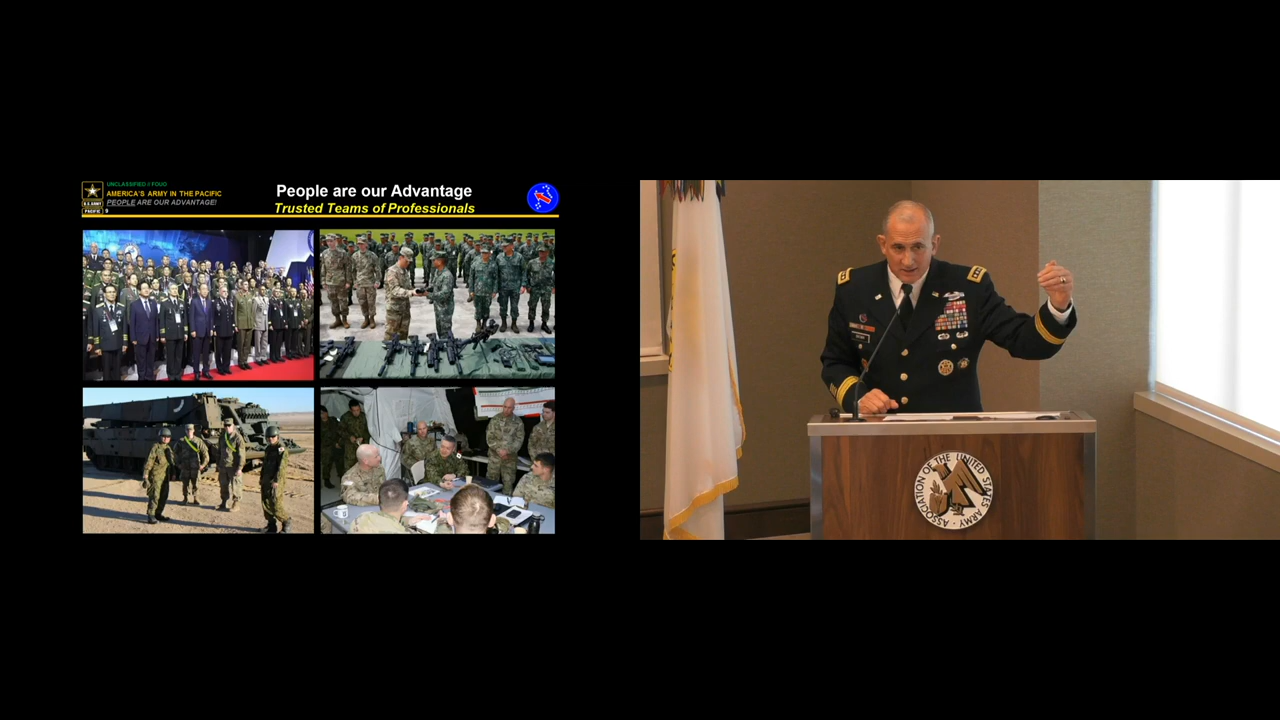 UNCLASSIFIED // FOUO
AMERICA'S ARMY IN THE PACIFIC
PEOPLE ARE OUR ADVANTAGE!
U.S. ARMY
PACIFIC
9
People are our Advantage
Trusted Teams of Professionals
ASSOCIATION OF THE UNITED STATES ARMY